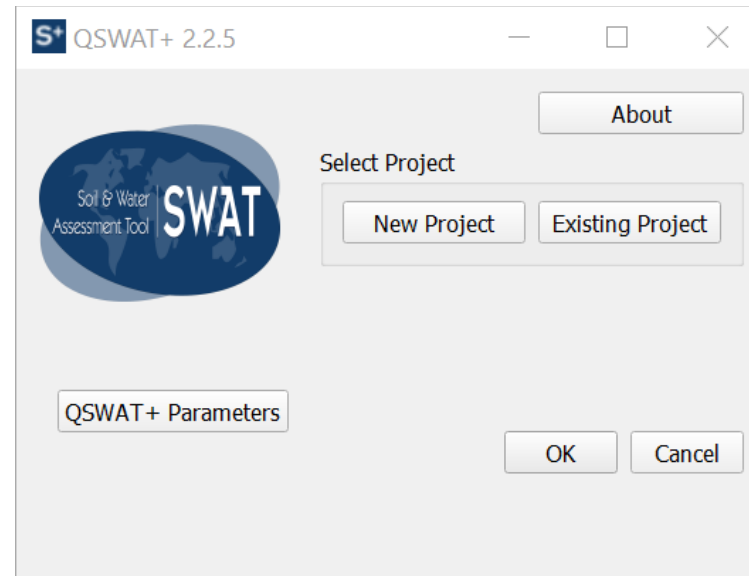 S+ QSWAT+ 2.2.5
About
Select Project
Soil & Water
Assessment Tool
SWAT
New Project
Existing Project
QSWAT+ Parameters
OK
Cancel